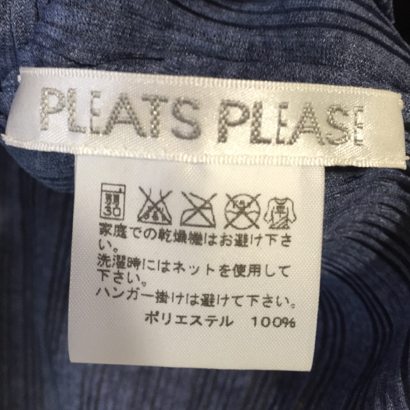 PLEATS PLEASE
30
家庭での乾燥機はお避け下さ
い。
洗濯時にはネットを使用して
下さい。
ハンガー掛けは避けて下さい。
ポリエステル 100%